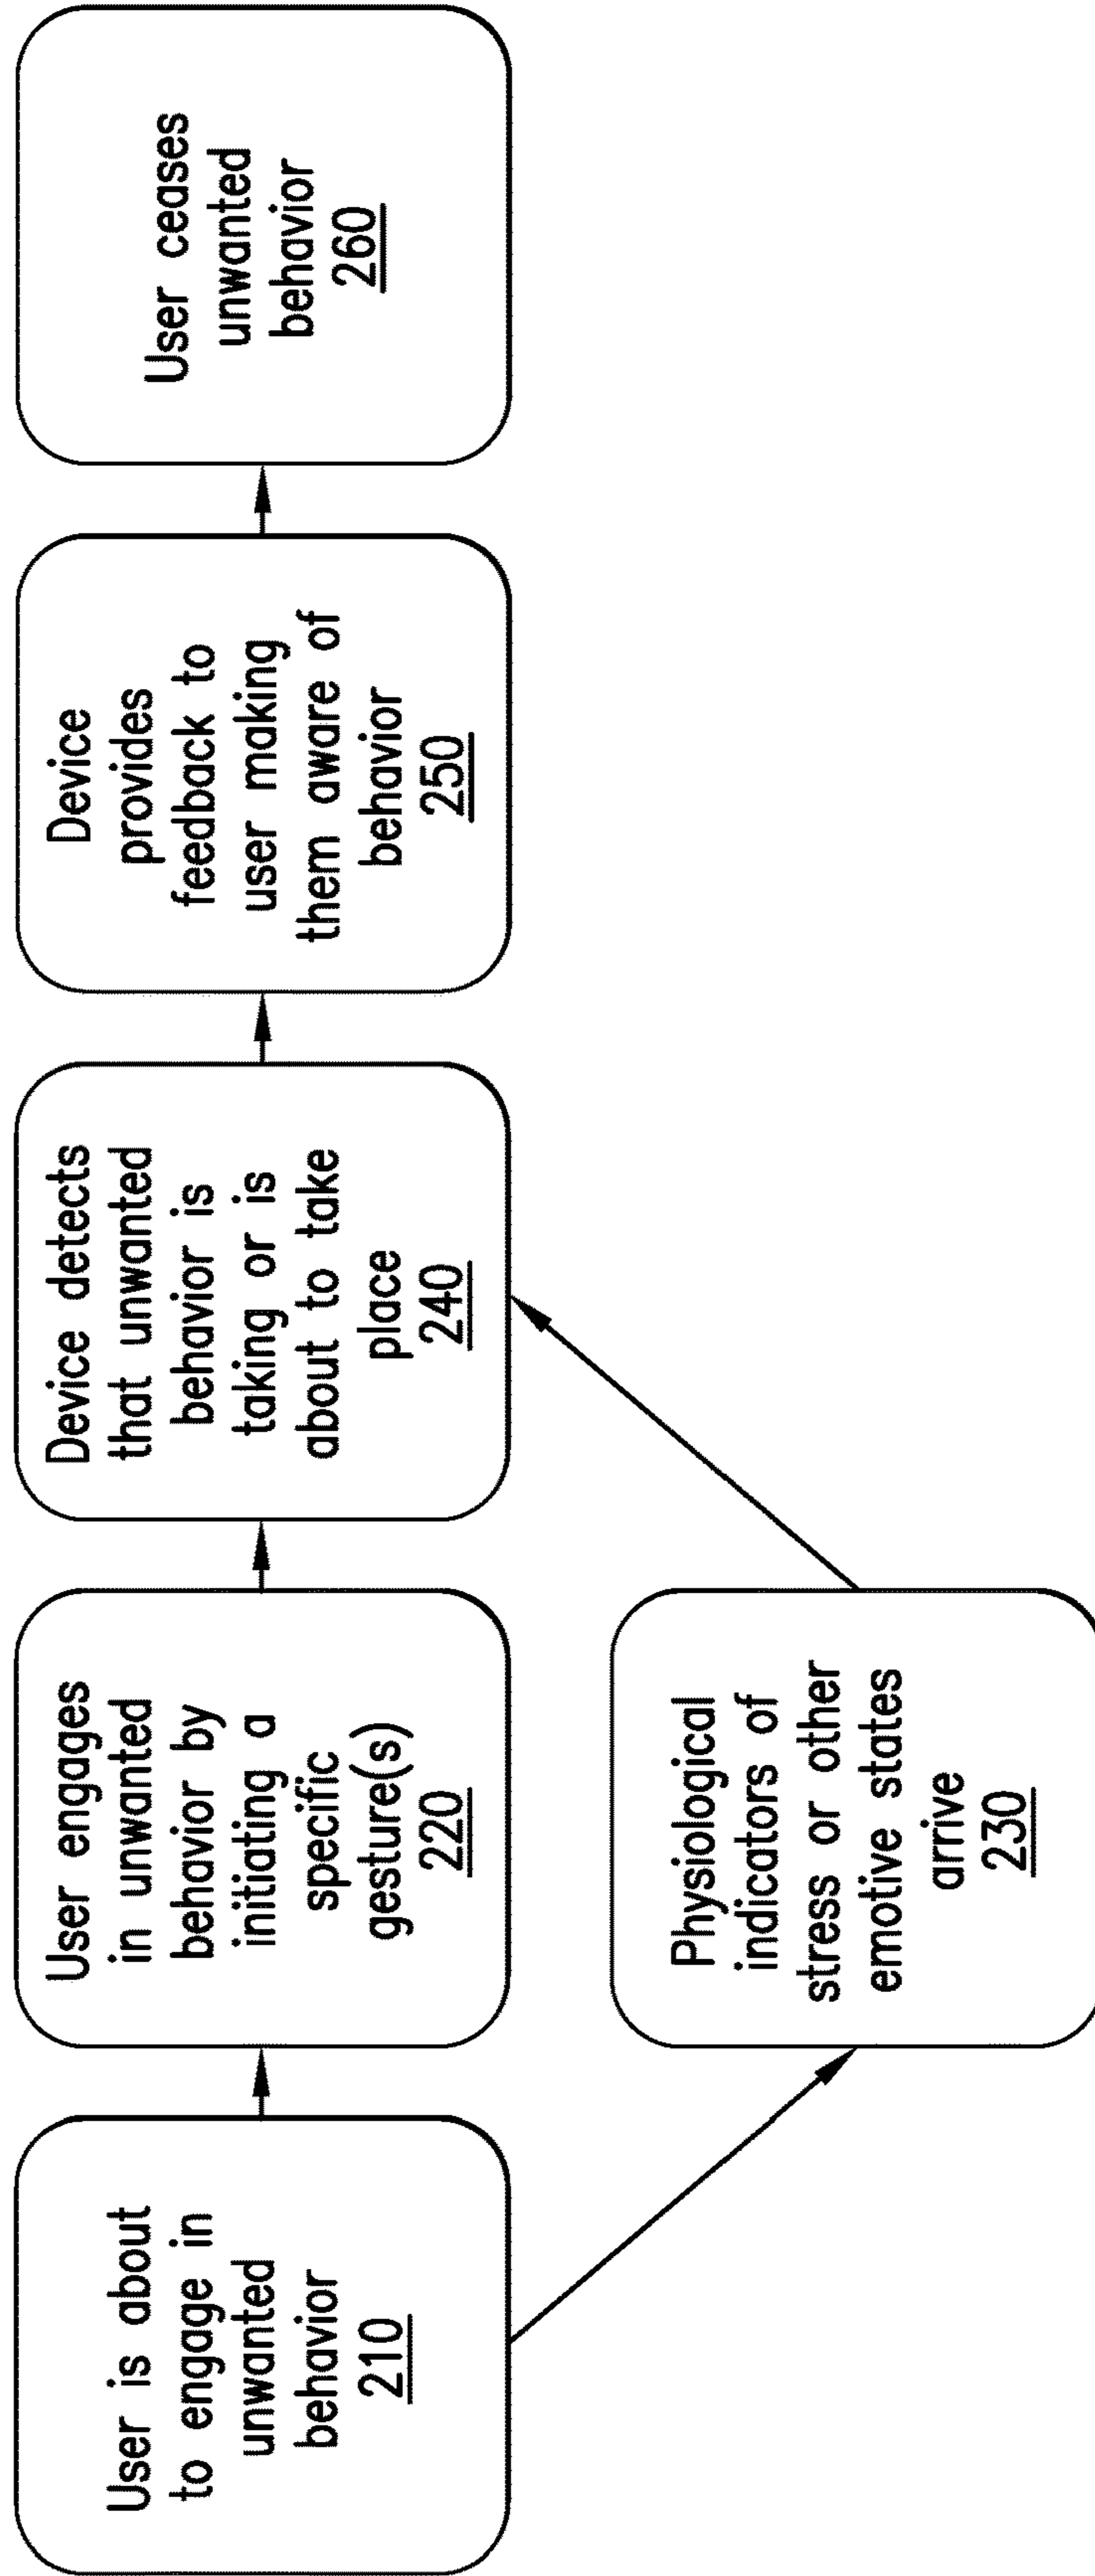 User is about
to engage in
unwanted
behavior
210
User engages
in unwanted
behavior by
initiating a
specific
gesture(s)
220
Physiological
indicators of
stress or other
emotive states
arrive
230
Device detects
that unwanted
behavior is
taking or is
about to take
place
240
Device
provides
feedback to
user making
them aware of
behavior
250
User ceases
unwanted
behavior
260